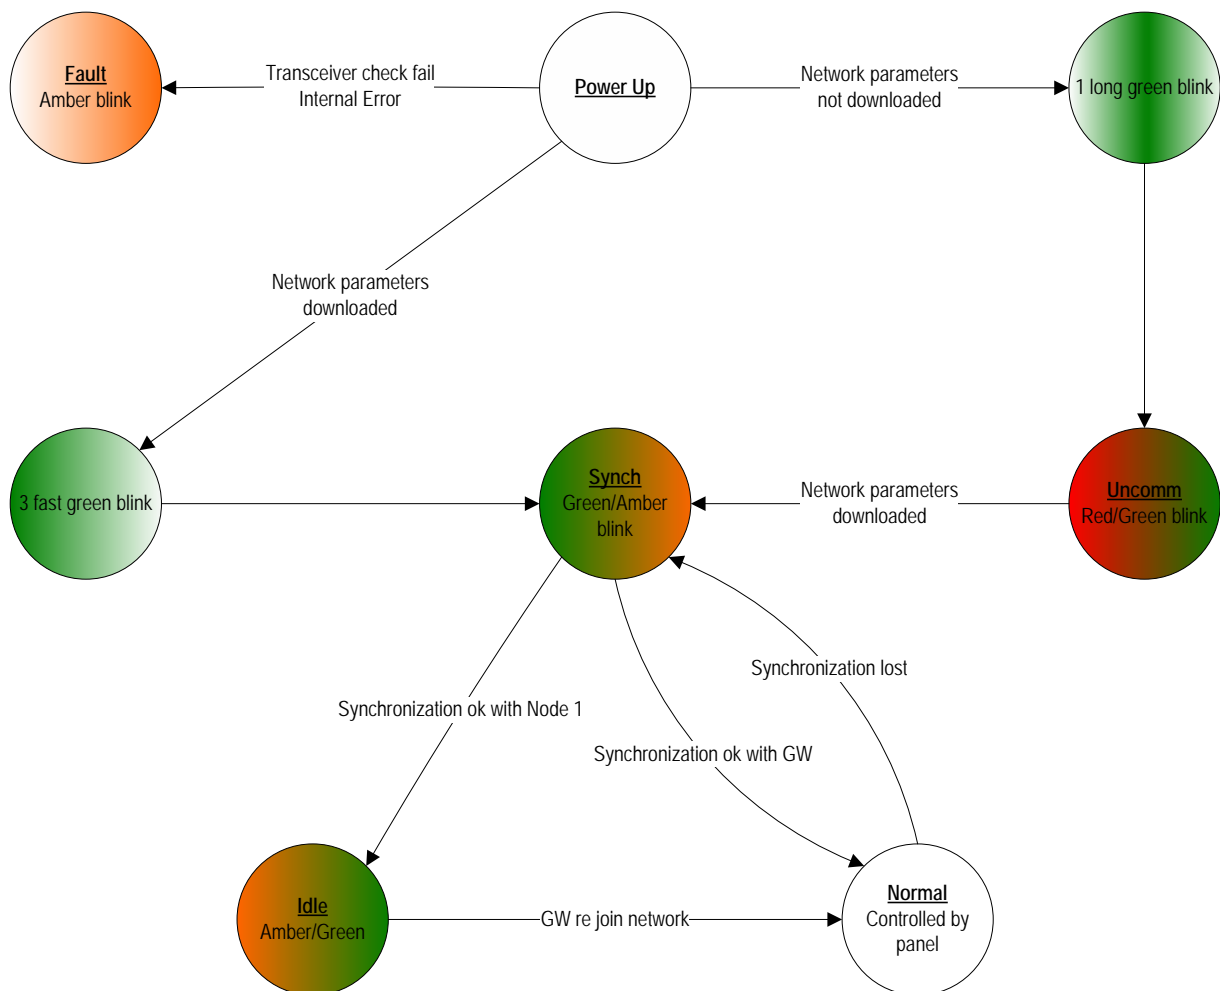 Fault
Amber blink
Transceiver check fail
Internal Error
Power Up
Network parameters
not downloaded
1 long green blink
Network parameters
downloaded
3 fast green blink
Synch
Green/Amber
blink
Network parameters
downloaded
Uncomm
Red/Green blink
Synchronization lost
Synchronization ok with Node 1
Synchronization ok with GW
Idle
Amber/Green
GW re join network
Normal
Controlled by
panel